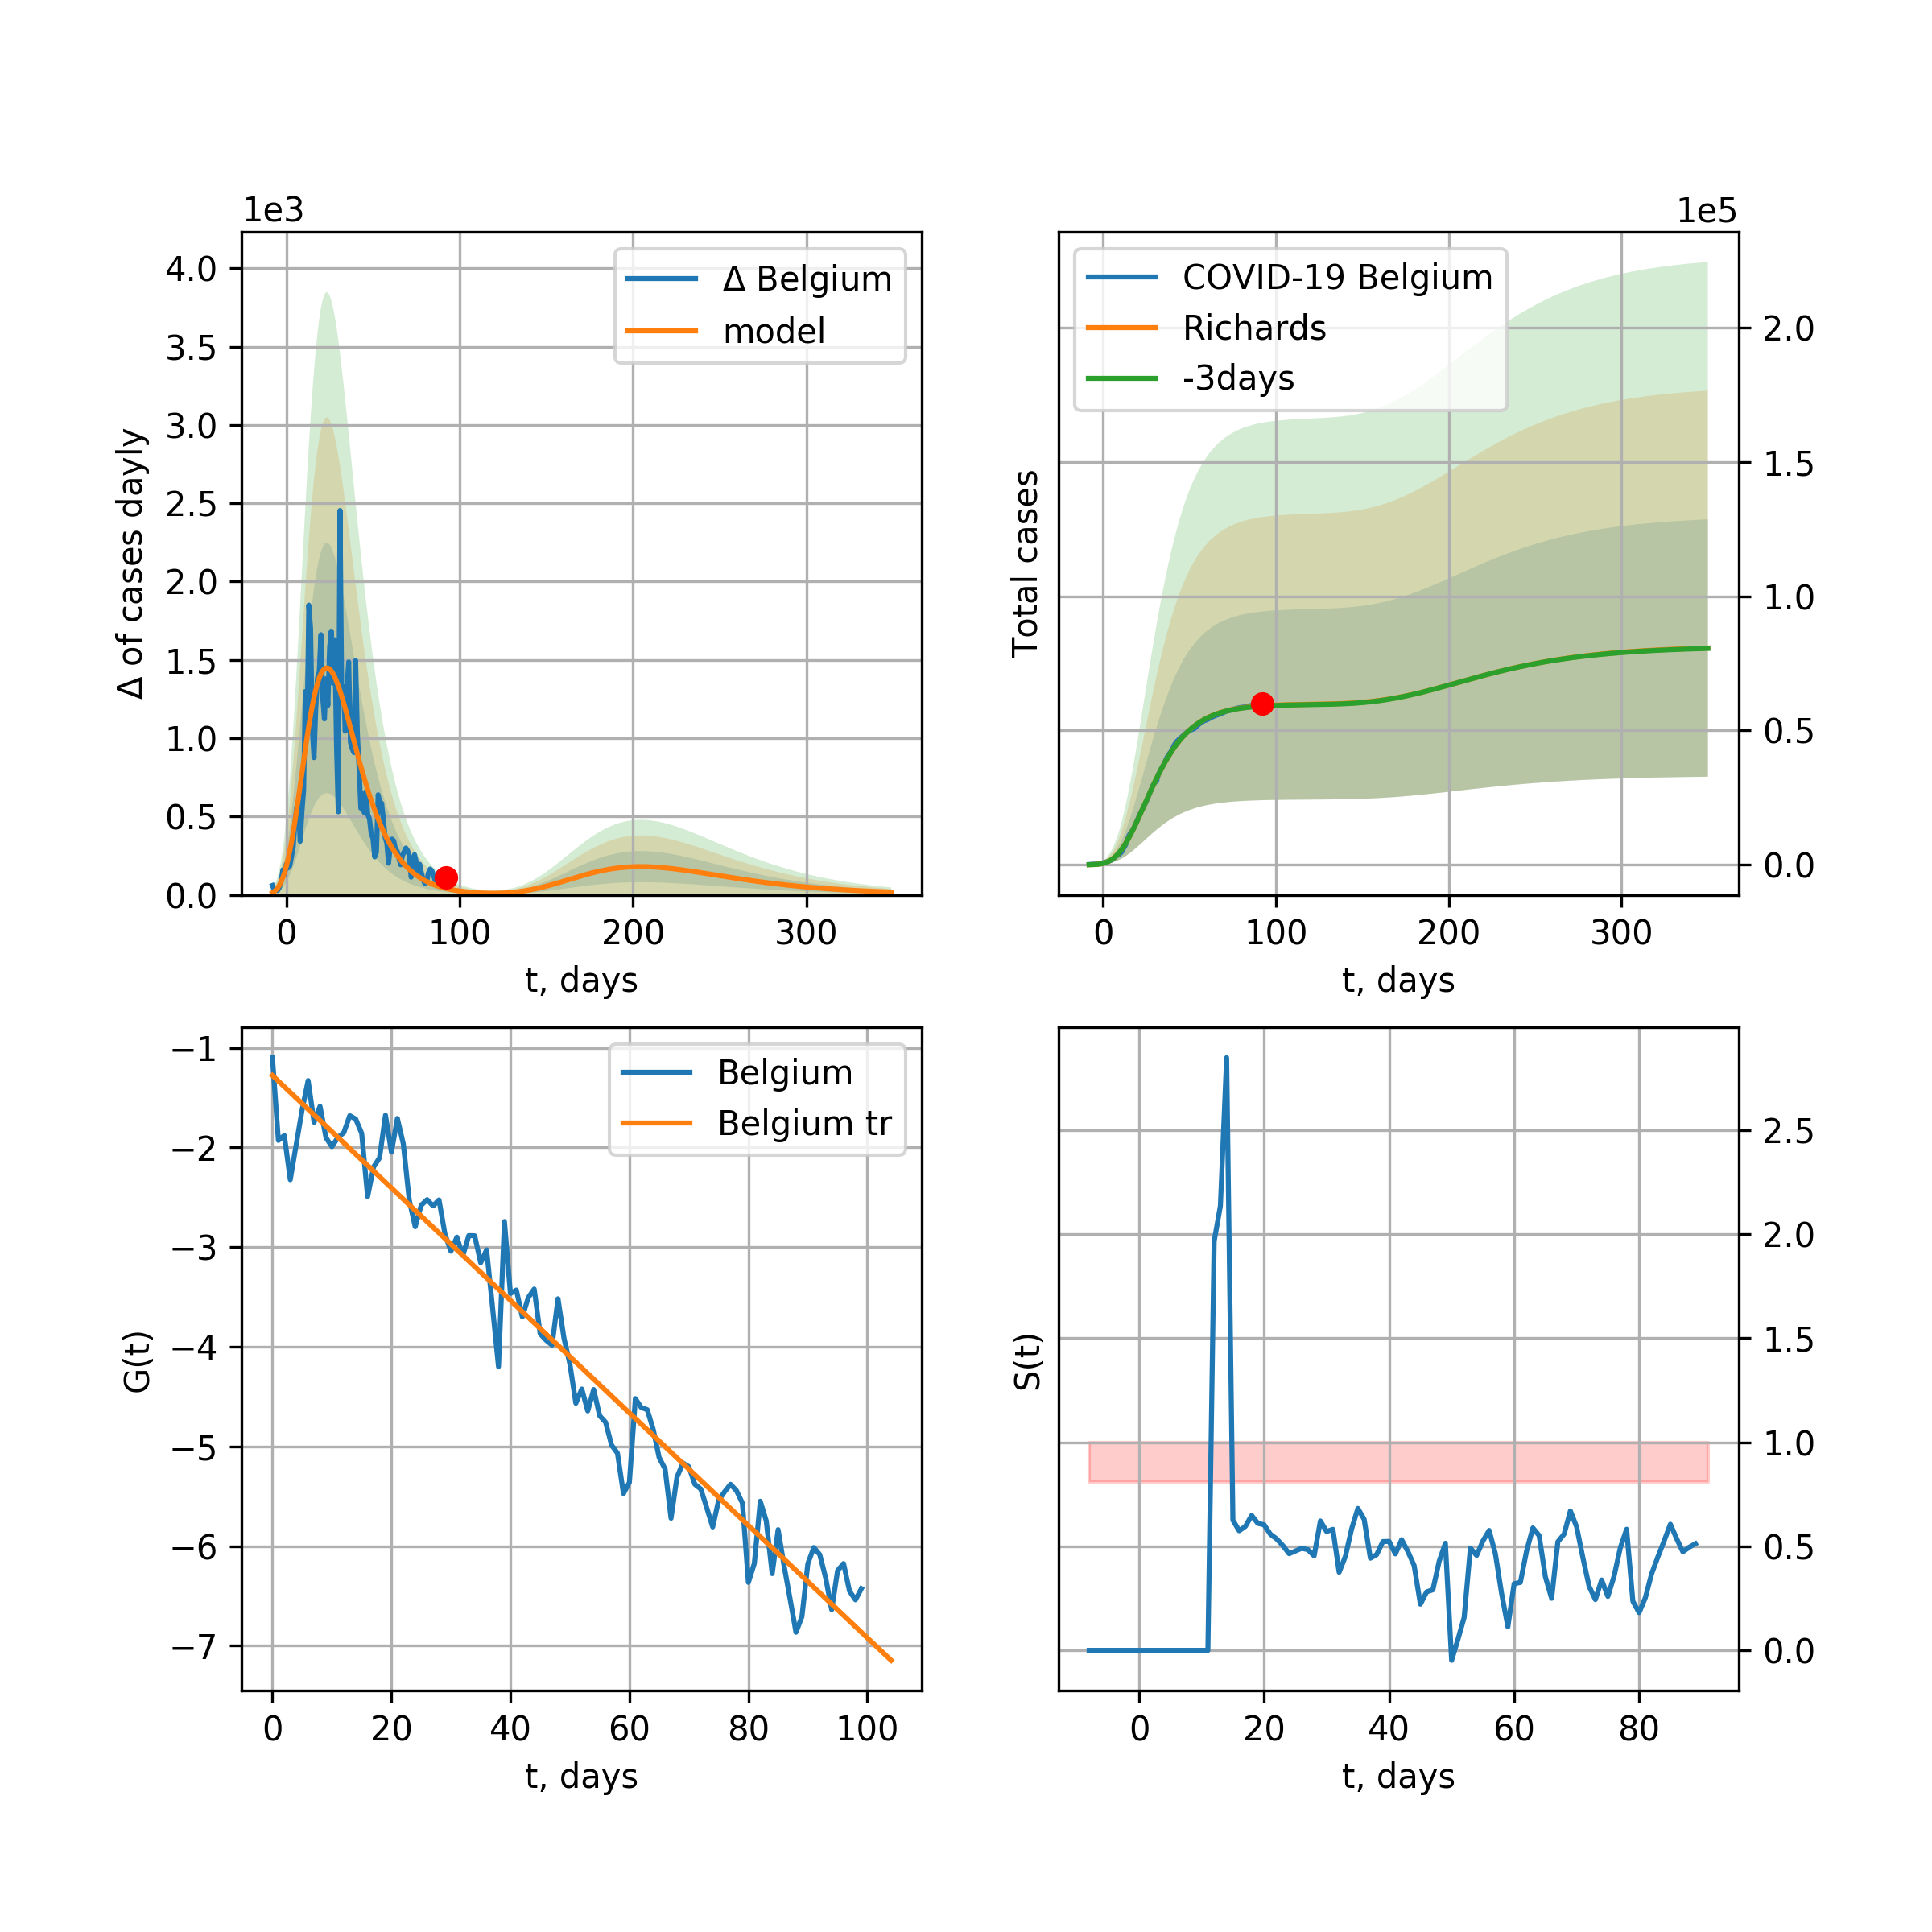 1e3
4.0
3.5
3.0
2.5
2.0
1.5
1.0
0.5
0.0
Δ of cases dayly
Δ Belgium
model
0 100 200 300
t, days
1e5
COVID-19 Belgium
Richards
-3days
Total cases
2.0
1.5
1.0
0.5
0.0
0 100 200 300
t, days
−1
−2
−3
−4
−5
−6
−7
G(t)
Belgium
Belgium tr
0 20 40 60 80 100
t, days
S(t)
2.5
2.0
1.5
1.0
0.5
0.0
0 20 40 60 80
t, days